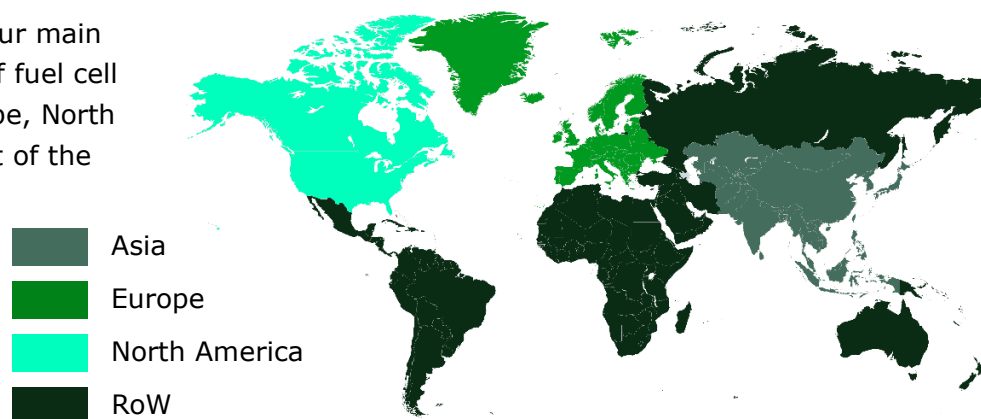 ur main
f fuel cell
pe, North
t of the
Asia
Europe
North America
RoW